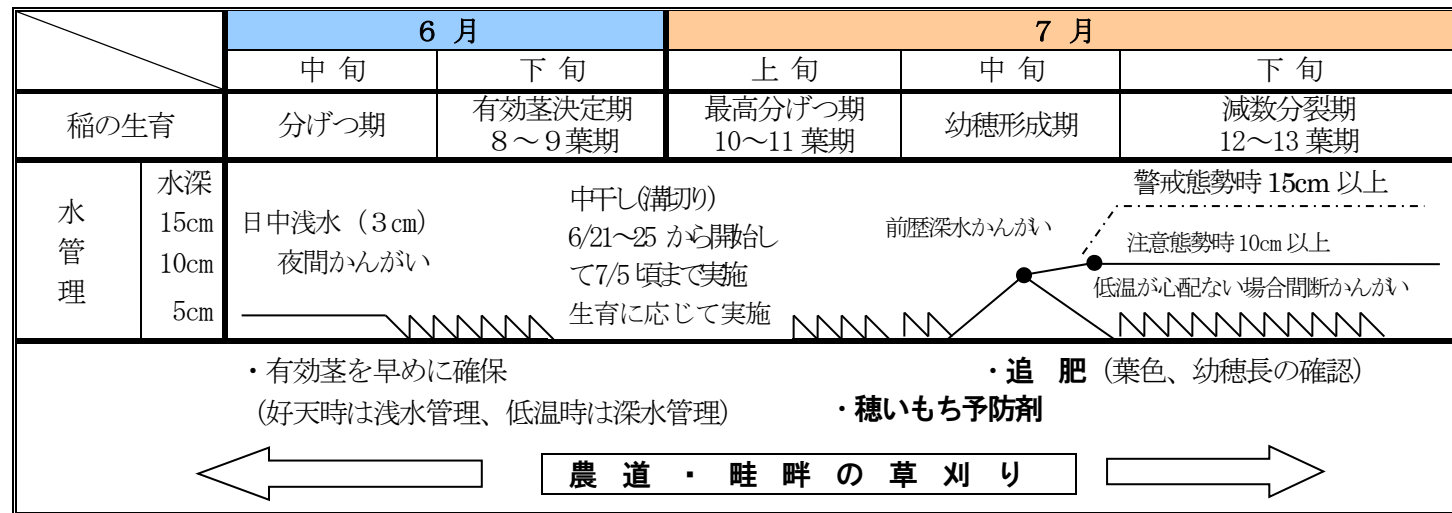 6 月
7 月
中 旬
下 旬
上 旬
中 旬
下 旬
稲の生育
分げつ期
有効茎決定期
8～9葉期
最高分げつ期
10～11 葉期
幼穂形成期
減数分裂期
12～13 葉期
水管理
水深
15cm
10cm
5cm
日中浅水（3㎝）
夜間かんがい
中干し(溝切り)
6/21～25 から開始し
て7/5 頃まで実施
生育に応じて実施
前歴深水かんがい
警戒態勢時 15cm 以上
注意態勢時 10cm 以上
低温が心配ない場合間断かんがい
・有効茎を早めに確保
（好天時は浅水管理、低温時は深水管理）
・追 肥（葉色、幼穂長の確認）
・穂いもち予防剤
農 道 ・ 畦 畔 の 草 刈 り